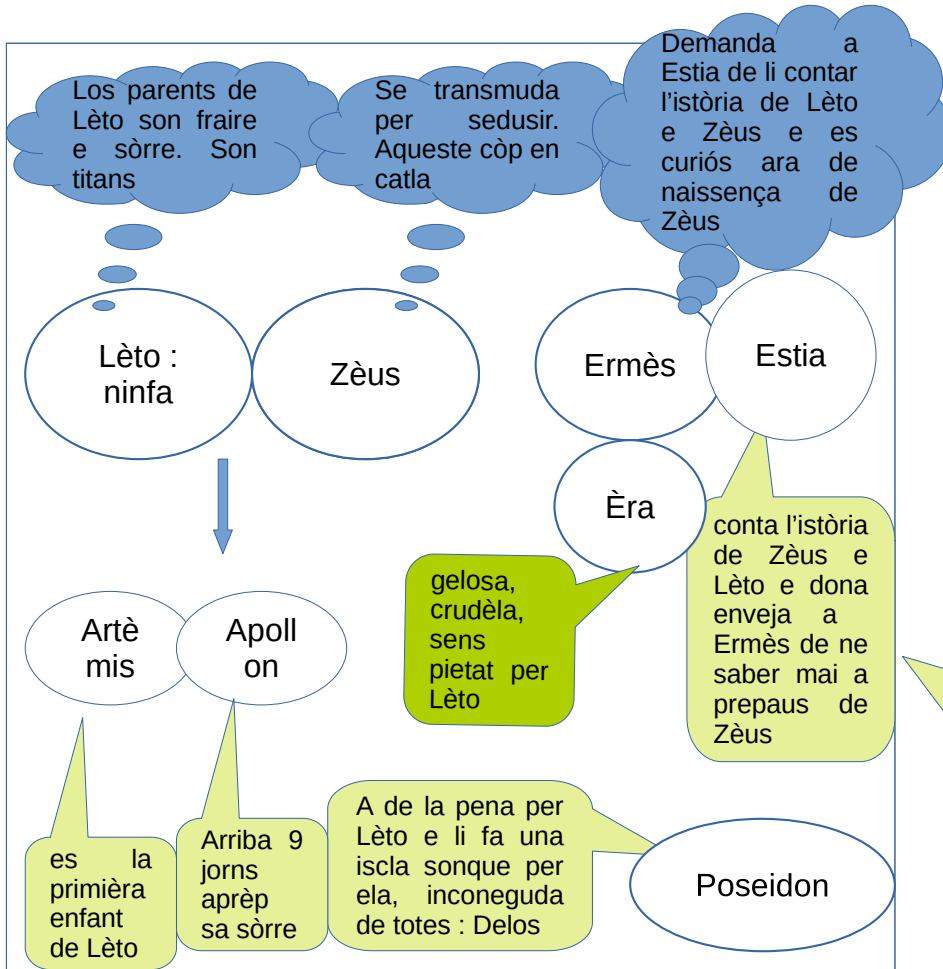 Los parents de
Lèto son fraire
e sòrre. Son
titans
Se transmuda
per sedusir.
Aqueste còp en
catla
Demanda a
Estia de li contar
l’istòria de Lèto
e Zèus e es
curiós ara de
naissença de
Zèus
Lèto :
ninfa
Zèus
Ermès
Estia
Èra
gelosa,
crudèla,
sens
pietat per
Lèto
conta l’istòria
de Zèus e
Lèto e dona
enveja a
Ermès de ne
saber mai a
prepaus de
Zèus
Artè
mis
Apoll
on
es la
primièra
enfant
de Lèto
Arriba 9
jorns
aprèp
sa sòrre
A de la pena per
Lèto e li fa una
iscla sonque per
ela, inconeguda
de totes : Delos
Poseidon